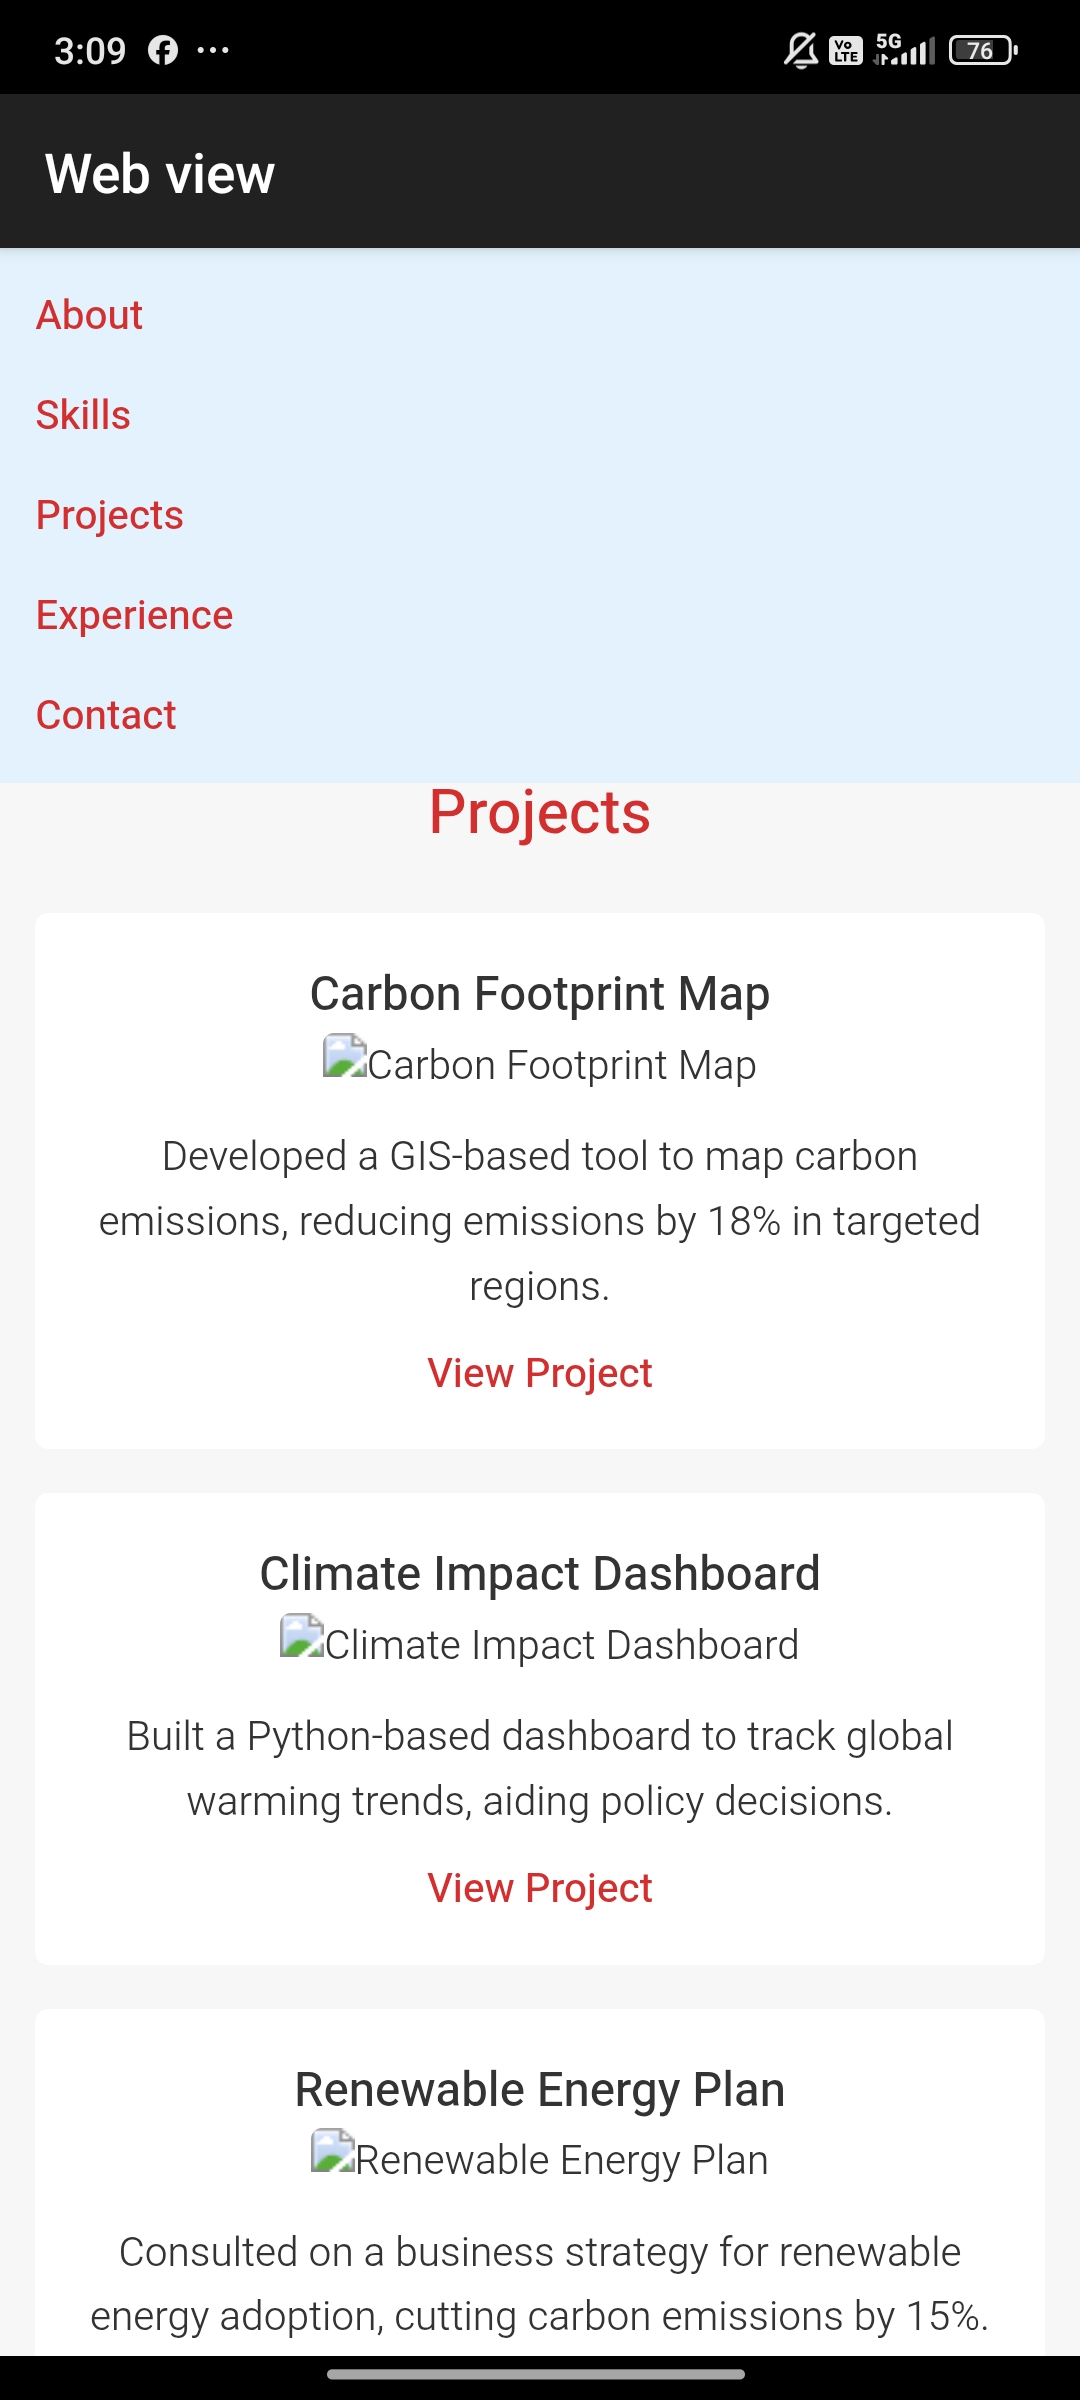 3:09
Vo LTE 5G 76
Web view
About
Skills
Projects
Experience
Contact
Projects
Carbon Footprint Map
Carbon Footprint Map
Developed a GIS-based tool to map carbon
emissions, reducing emissions by 18% in targeted
regions.
View Project
Climate Impact Dashboard
Climate Impact Dashboard
Built a Python-based dashboard to track global
warming trends, aiding policy decisions.
View Project
Renewable Energy Plan
Renewable Energy Plan
Consulted on a business strategy for renewable
energy adoption, cutting carbon emissions by 15%.